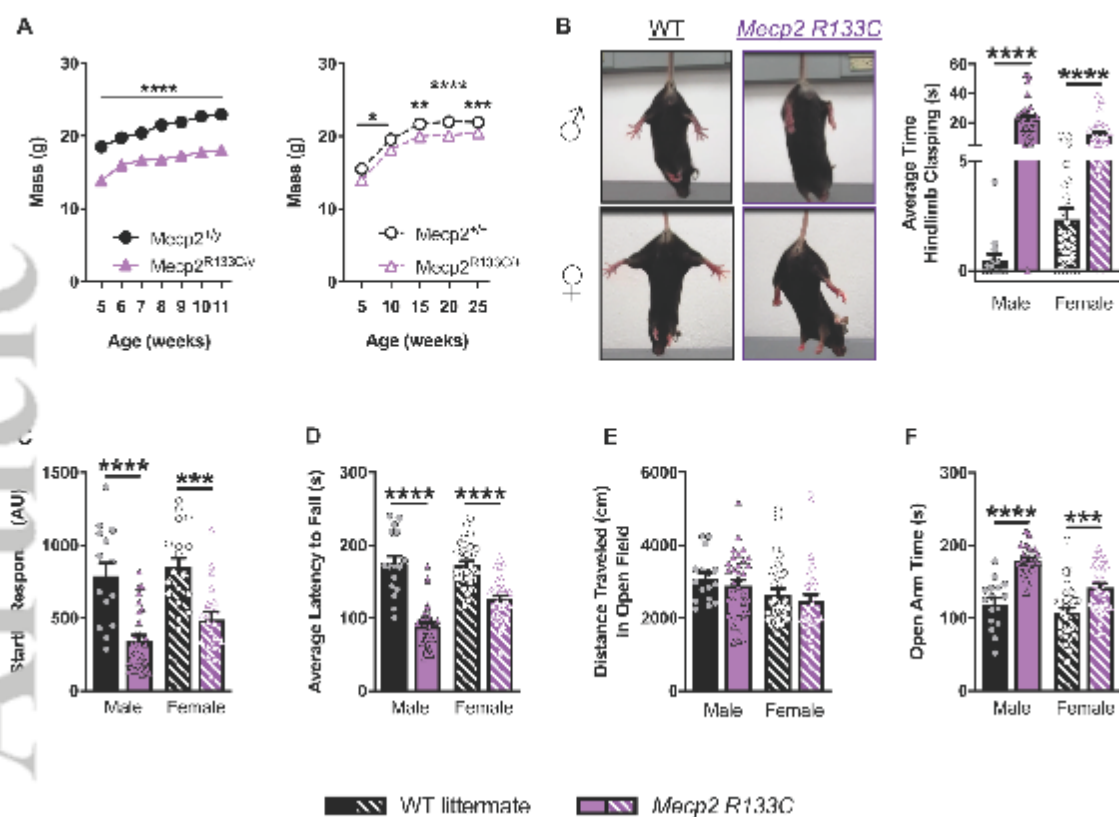 A
30
20
10
0
Mass (g)
****
Mecp2+/y
Mecp2R133C/y
5 6 7 8 9 10 11
Age (weeks)
30
20
10
0
Mass (g)
*
**
****
***
Mecp2+/+
Mecp2R133C/+
5 10 15 20 25
Age (weeks)
B
WT
Mecp2 R133C
♂
♀
60
40
20
5
0
Average Time
Hindlimb Clasping (s)
****
****
Male Female
1500
1000
500
0
(AU)
****
***
Male Female
D
300
200
100
0
Average Latency to Fall (s)
****
****
Male Female
E
6000
4000
2000
0
Distance Traveled (cm)
in Open Field
Male Female
F
300
200
100
0
Open Arm Time (s)
****
***
Male Female
WT littermate
Mecp2 R133C